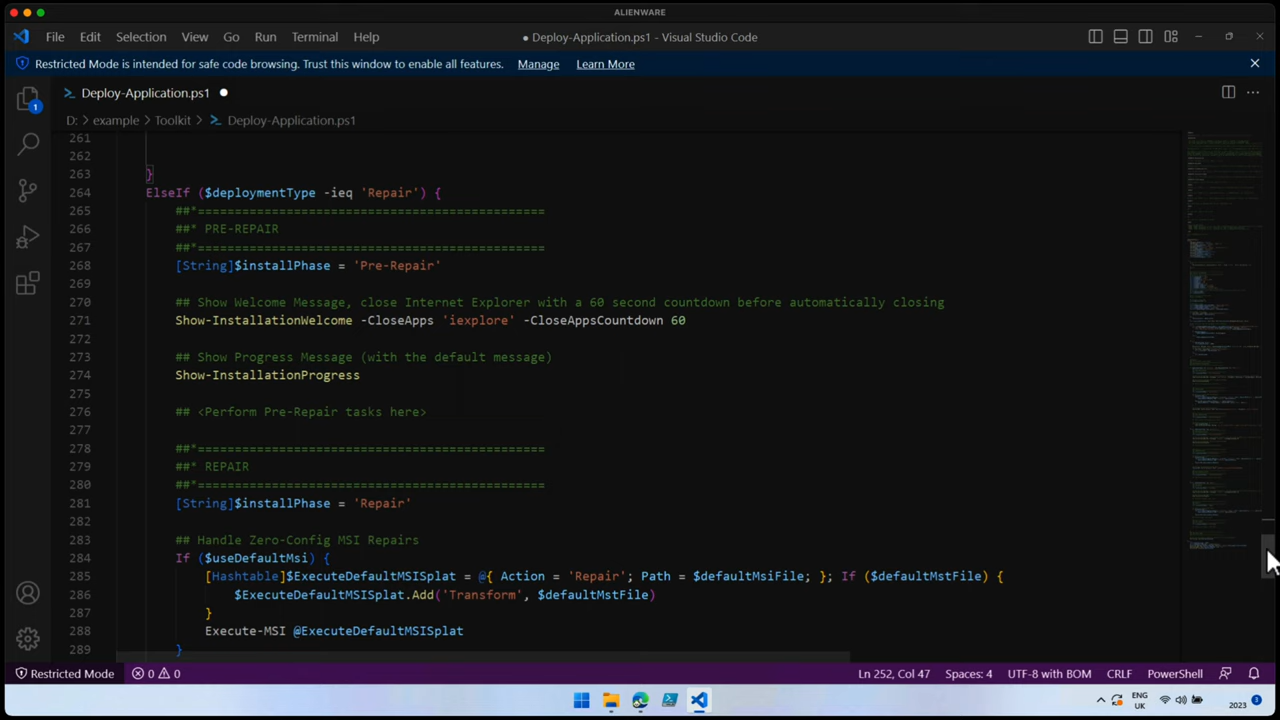 ALIENWARE
File Edit Selection View Go Run Terminal Help
● Deploy-Application.ps1 - Visual Studio Code
Restricted Mode is intended for safe code browsing. Trust this window to enable all features. Manage Learn More
Deploy-Application.ps1
D: > example > Toolkit > Deploy-Application.ps1
1
261
262
263 }
264 ElseIf ($deploymentType -ieq 'Repair') {
265 ##*===============================================
266 ##* PRE-REPAIR
267 ##*===============================================
268 [String]$installPhase = 'Pre-Repair'
269
270 ## Show Welcome Message, close Internet Explorer with a 60 second countdown before automatically closing
271 Show-InstallationWelcome -CloseApps 'iexplore' -CloseAppsCountdown 60
272
273 ## Show Progress Message (with the default message)
274 Show-InstallationProgress
275
276 ## <Perform Pre-Repair tasks here>
277
278 ##*===============================================
279 ##* REPAIR
280 ##*===============================================
281 [String]$installPhase = 'Repair'
282
283 ## Handle Zero-Config MSI Repairs
284 If ($useDefaultMsi) {
285 [Hashtable]$ExecuteDefaultMSISplat = @{ Action = 'Repair'; Path = $defaultMsiFile; }; If ($defaultMstFile) {
286 $ExecuteDefaultMSISplat.Add('Transform', $defaultMstFile)
287 }
288 Execute-MSI @ExecuteDefaultMSISplat
289 }
Restricted Mode 0 0 Ln 252, Col 47 Spaces: 4 UTF-8 with BOM CRLF PowerShell
ENG
UK
2023
3